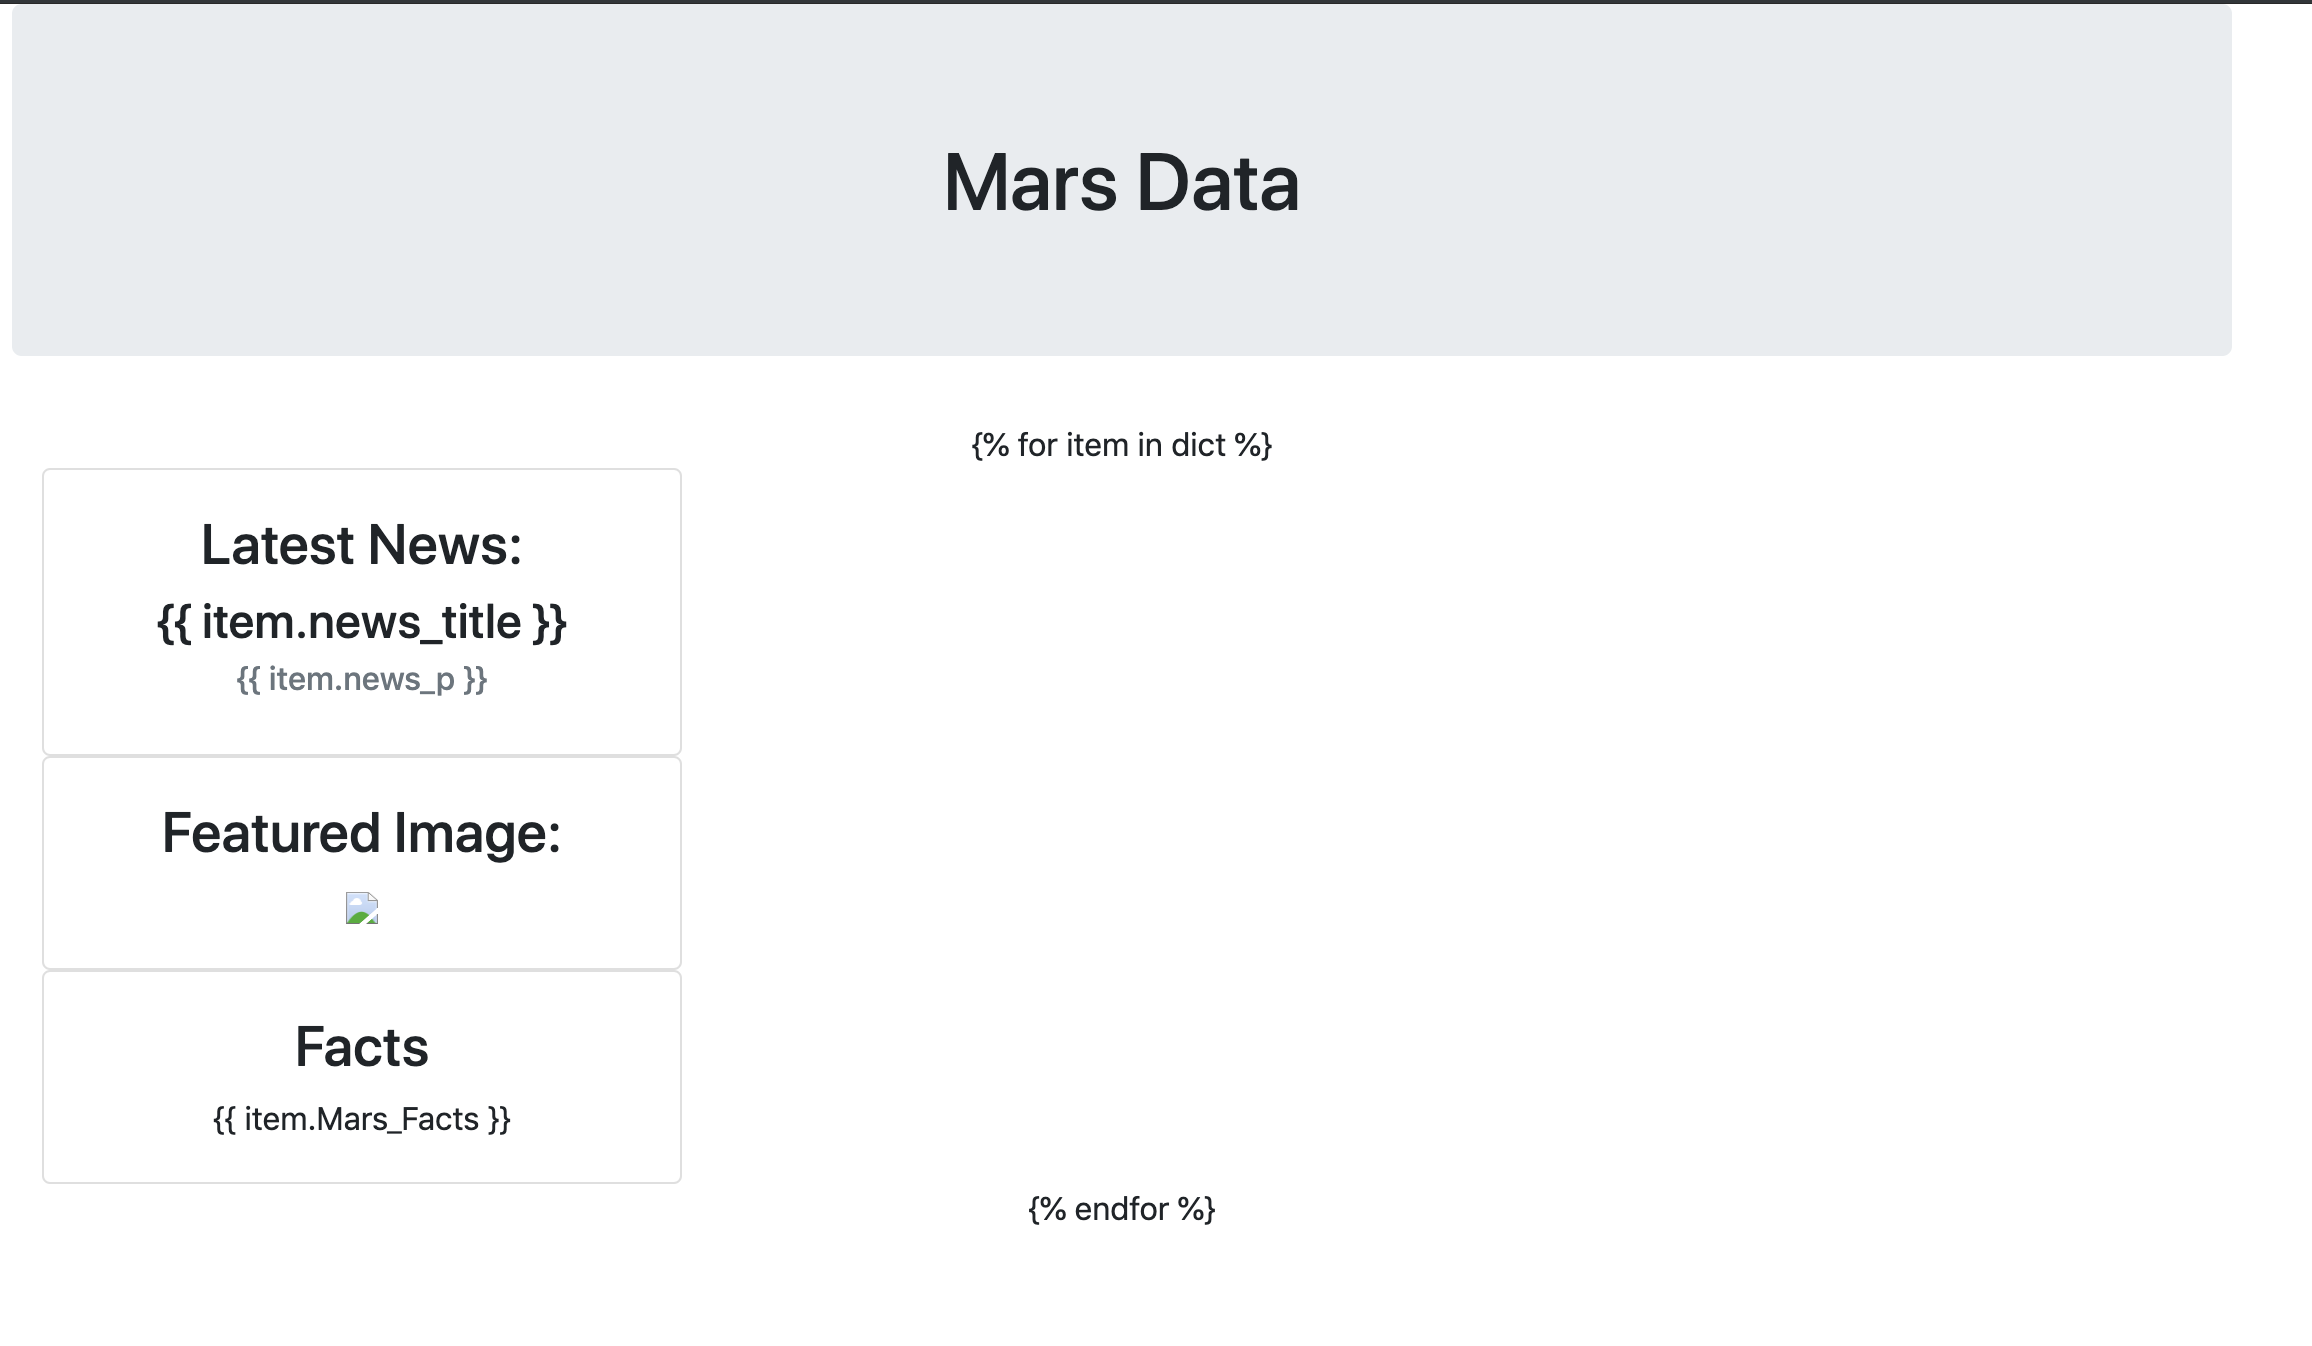 Mars Data
{% for item in dict %}
Latest News:
{{ item.news_title }}
{{ item.news_p }}
Featured Image:
Facts
{{ item.Mars_Facts }}
{% endfor %}